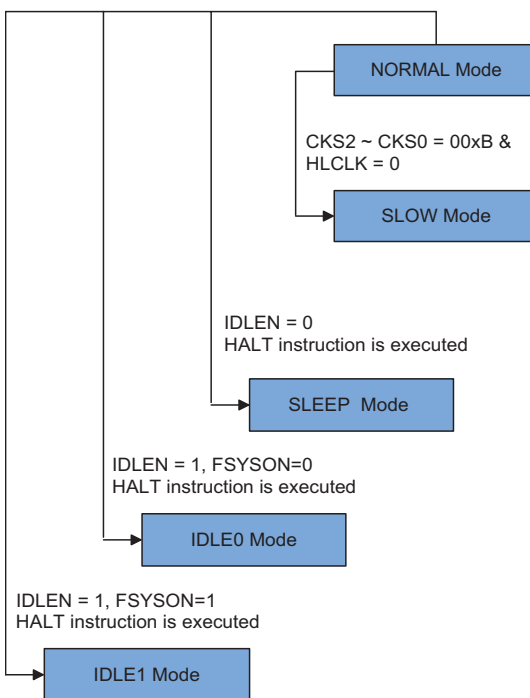 NORMAL Mode
CKS2 ~ CKS0 = 00xB &
HLCLK = 0
SLOW Mode
IDLEN = 0
HALT instruction is executed
SLEEP Mode
IDLEN = 1, FSYSON=0
HALT instruction is executed
IDLE0 Mode
IDLEN = 1, FSYSON=1
HALT instruction is executed
IDLE1 Mode